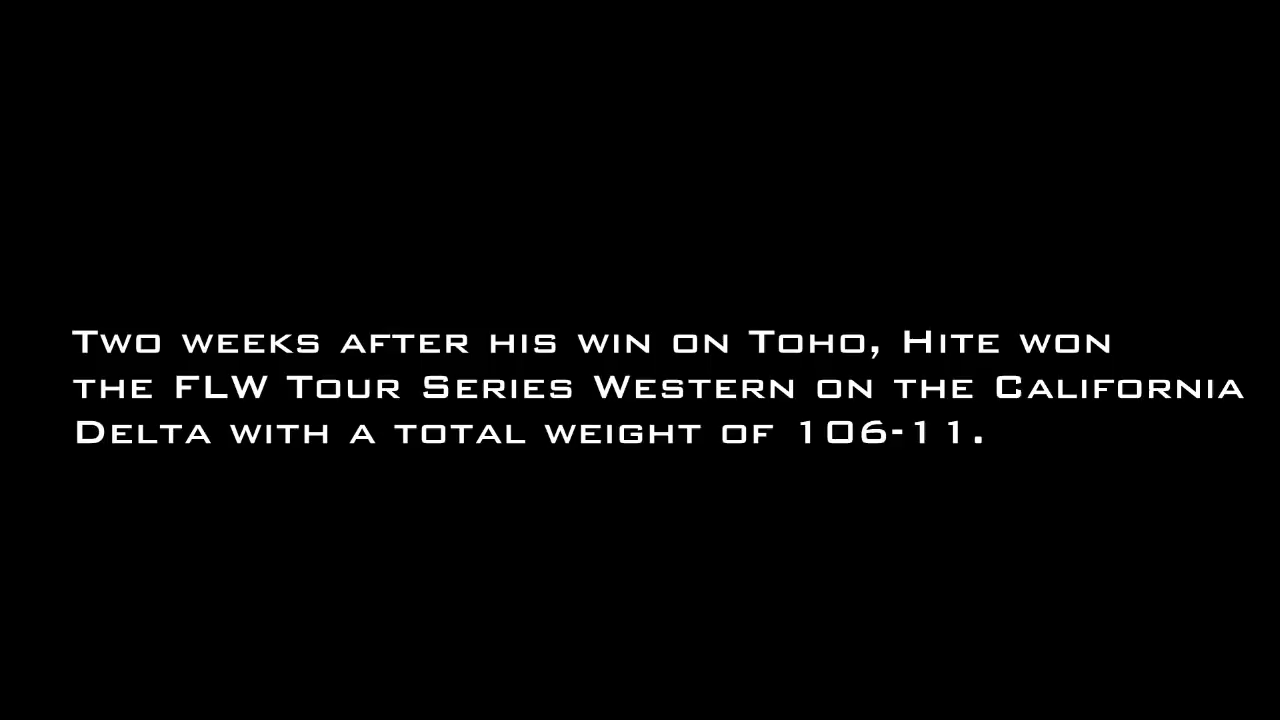 Two weeks after his win on Toho, Hite won
the FLW Tour Series Western on the California
Delta with a total weight of 106-11.